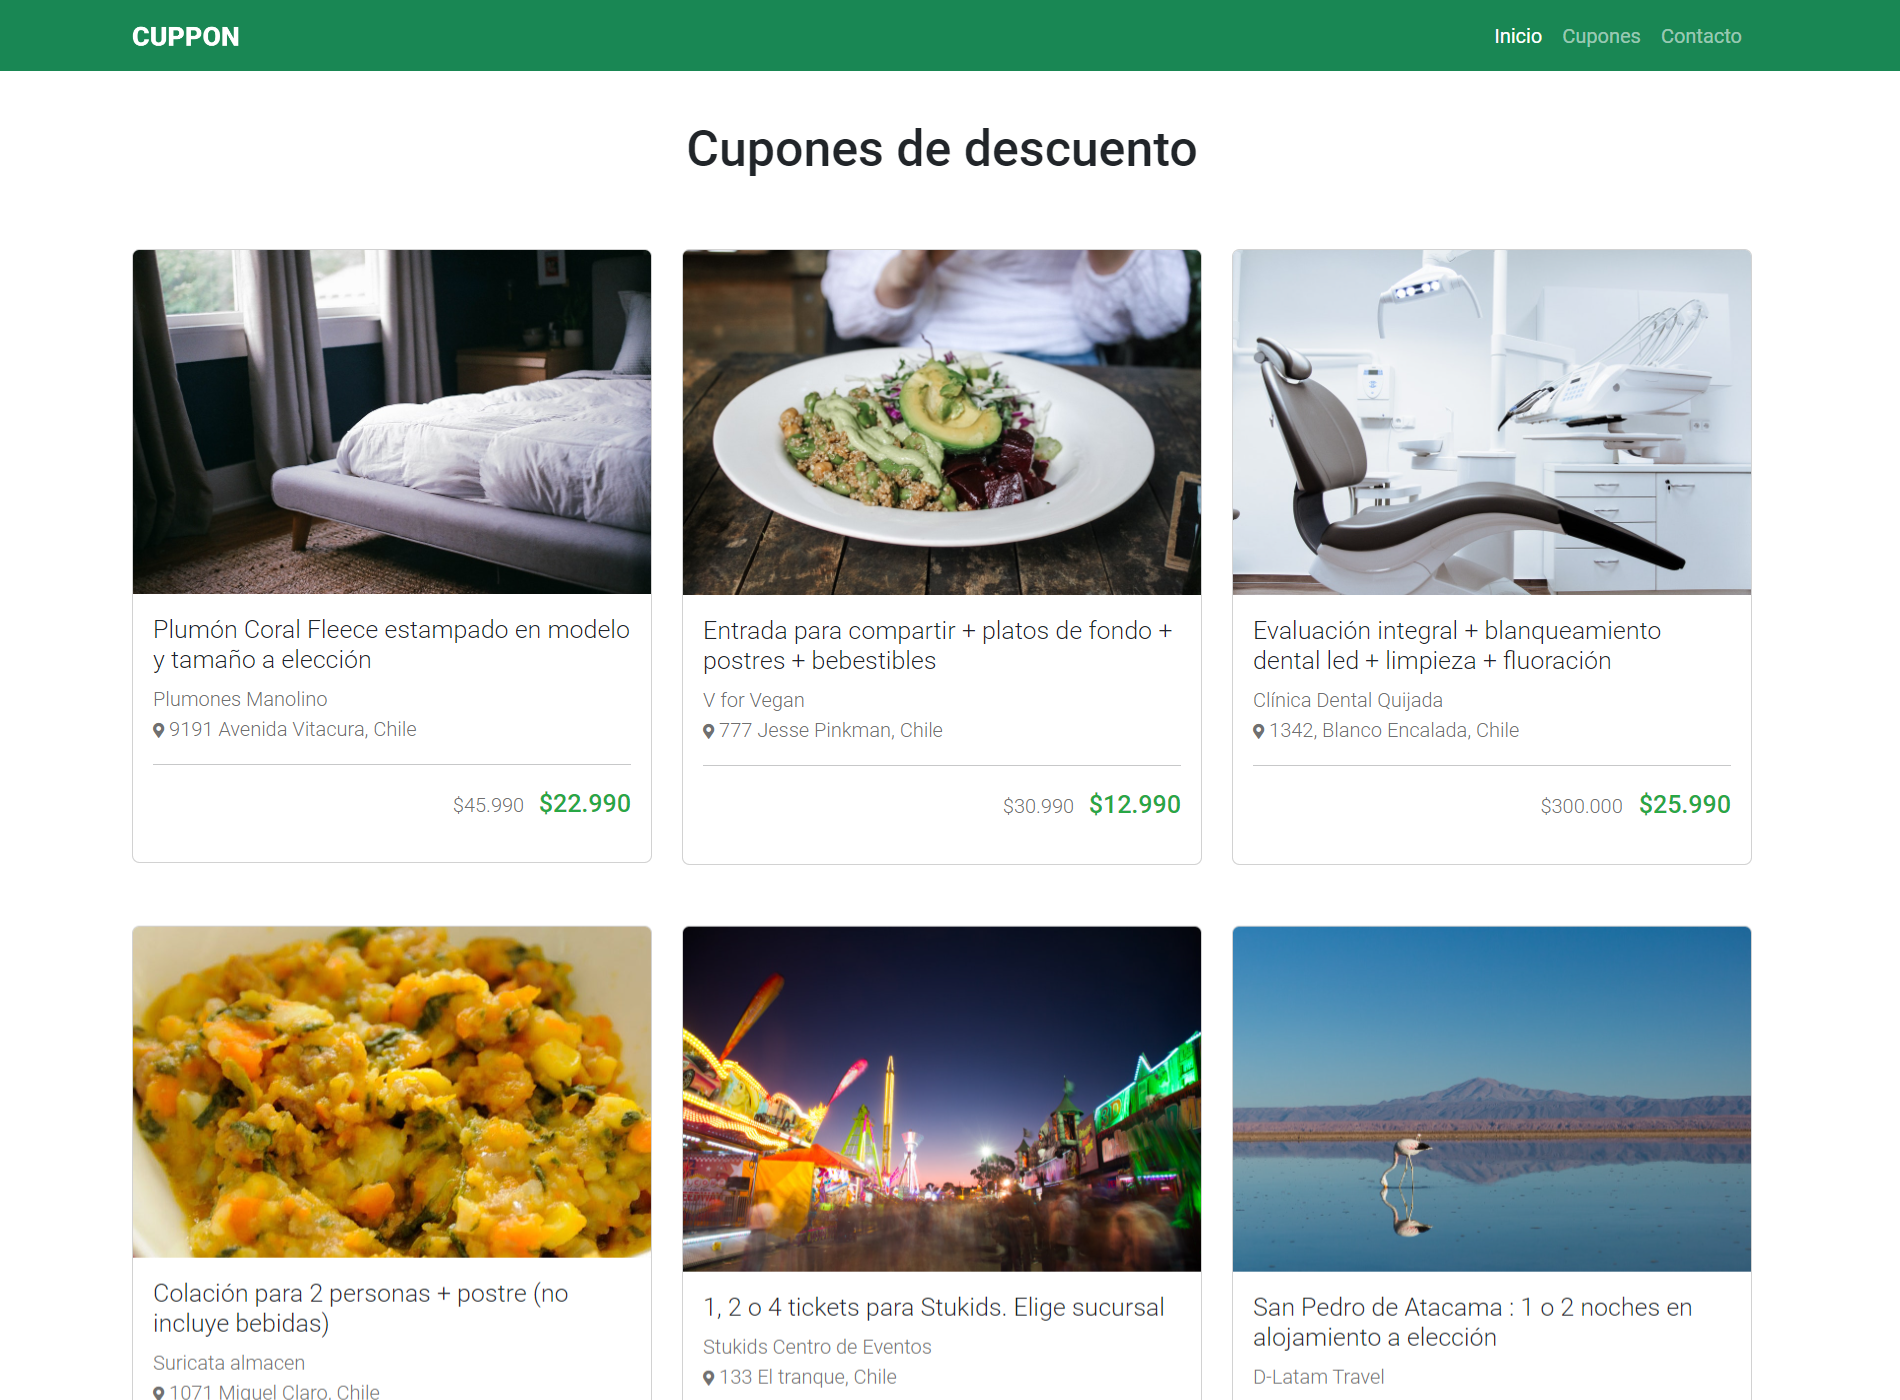 CUPPON
Inicio Cupones Contacto
Cupones de descuento
Plumón Coral Fleece estampado en modelo
y tamaño a elección
Plumones Manolino
9191 Avenida Vitacura, Chile
$45.990 $22.990
Entrada para compartir + platos de fondo +
postres + bebestibles
V for Vegan
777 Jesse Pinkman, Chile
$30.990 $12.990
Evaluación integral + blanqueamiento
dental led + limpieza + fluoración
Clínica Dental Quijada
1342, Blanco Encalada, Chile
$300.000 $25.990
Colación para 2 personas + postre (no
incluye bebidas)
Suricata almacen
1071 Miguel Claro, Chile
1, 2 o 4 tickets para Stukids. Elige sucursal
Stukids Centro de Eventos
133 El tranque, Chile
San Pedro de Atacama : 1 o 2 noches en
alojamiento a elección
D-Latam Travel